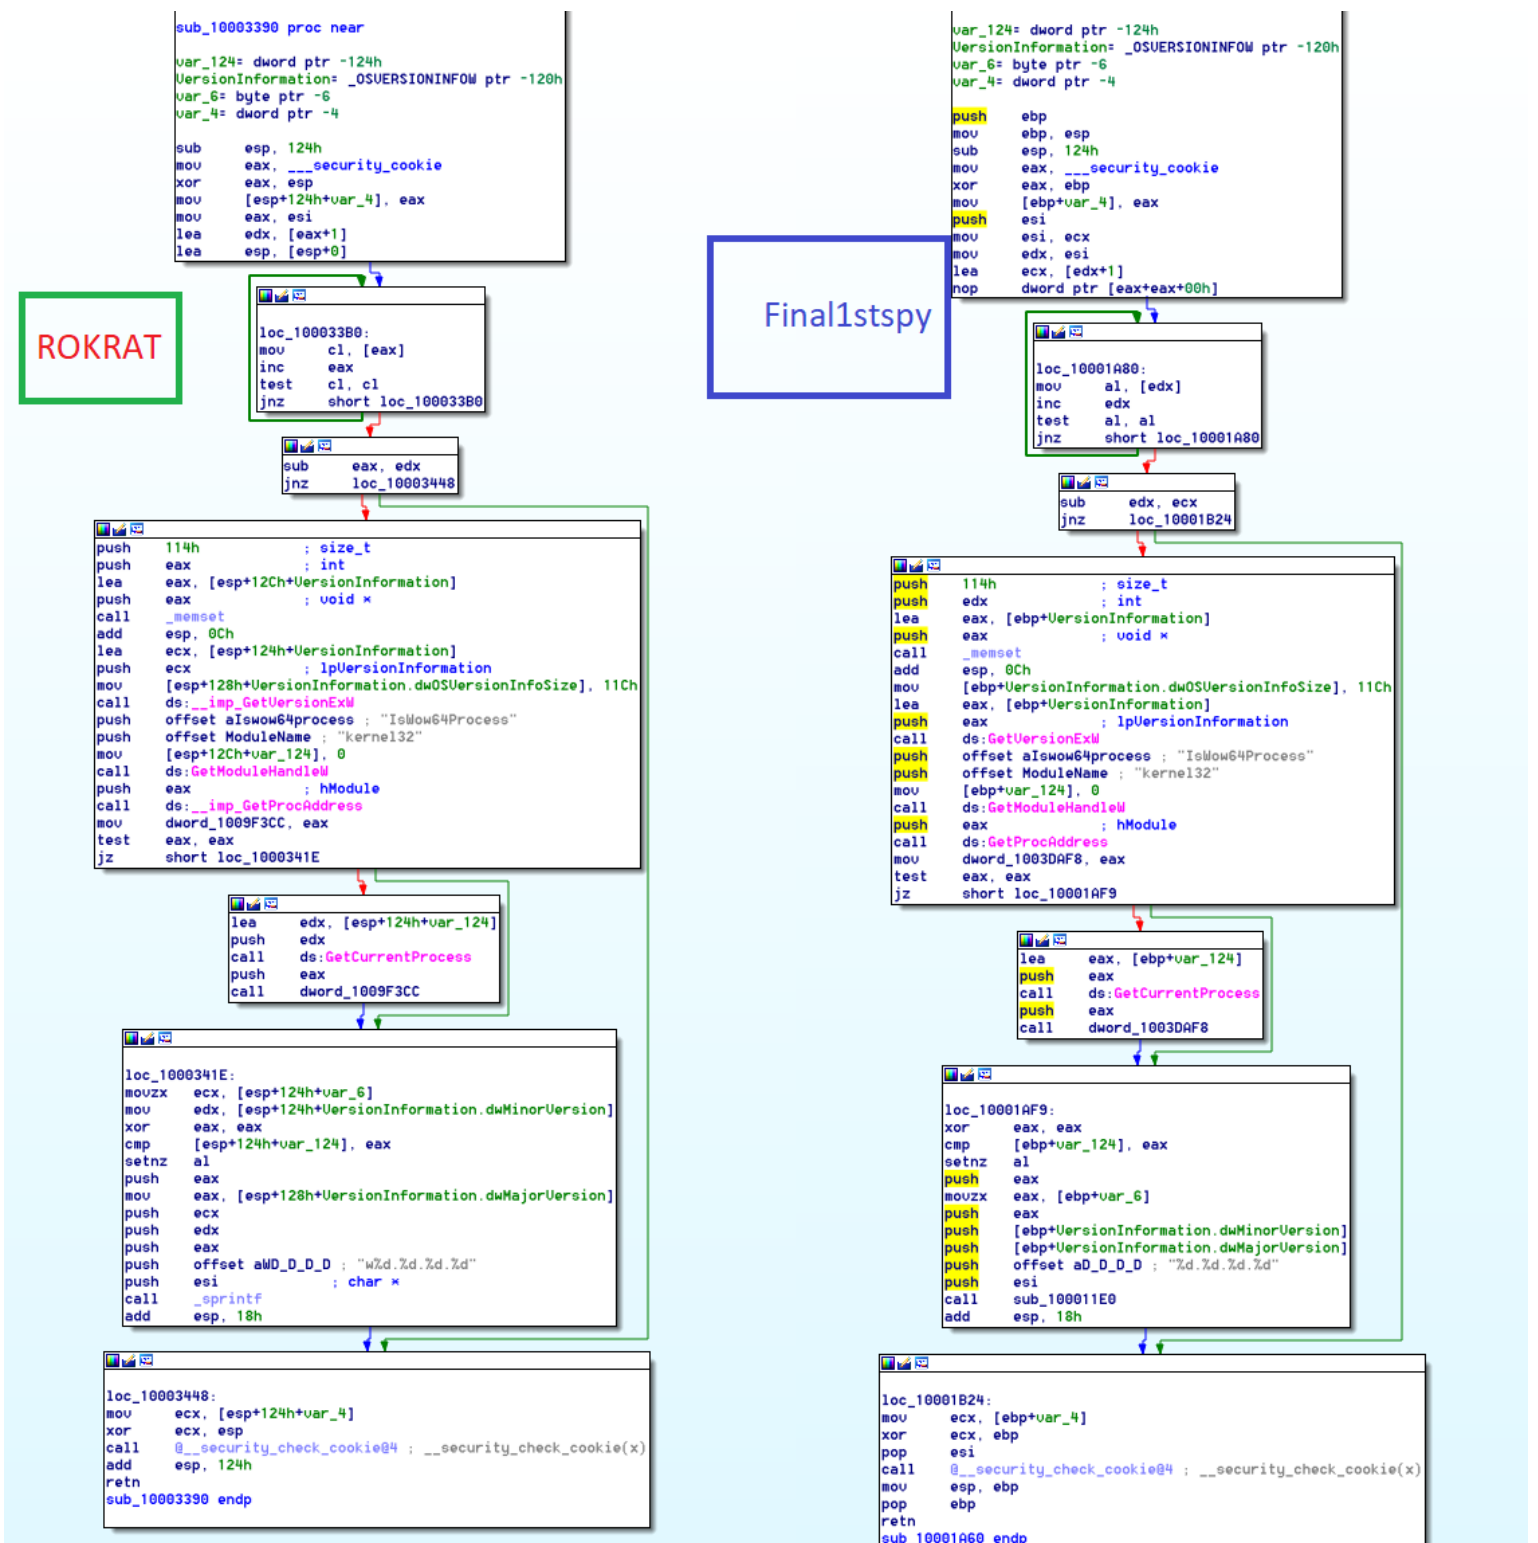 sub_10003390 proc near
var_124= dword ptr -124h
VersionInformation= _OSVERSIONINFOW ptr -120h
var_6= byte ptr -6
var_4= dword ptr -4
sub esp, 124h
mov eax, ___security_cookie
xor eax, esp
mov [esp+124h+var_4], eax
mov eax, esi
lea edx, [eax+1]
lea esp, [esp+0]
ROKRAT
loc_100033B0:
mov cl, [eax]
inc eax
test cl, cl
jnz short loc_100033B0
sub eax, edx
jnz loc_10003448
push 114h ; size_t
push eax ; int
lea eax, [esp+12Ch+VersionInformation]
push eax ; void *
call _memset
add esp, 0Ch
lea ecx, [esp+124h+VersionInformation]
push ecx ; lpVersionInformation
mov [esp+128h+VersionInformation.dwOSVersionInfoSize], 11Ch
call ds:__imp_GetVersionExW
push offset aIswow64process ; "IsWow64Process"
push offset ModuleName ; "kernel32"
mov [esp+12Ch+var_124], 0
call ds:GetModuleHandleW
push eax ; hModule
call ds:__imp_GetProcAddress
mov dword_1009F3CC, eax
test eax, eax
jz short loc_1000341E
lea edx, [esp+124h+var_124]
push edx
call ds:GetCurrentProcess
push eax
call dword_1009F3CC
loc_1000341E:
movzx ecx, [esp+124h+var_6]
mov edx, [esp+124h+VersionInformation.dwMinorVersion]
xor eax, eax
cmp [esp+124h+var_124], eax
setnz al
push eax
mov eax, [esp+128h+VersionInformation.dwMajorVersion]
push ecx
push edx
push eax
push offset aWD_D_D_D ; "w%d.%d.%d.%d"
push esi ; char *
call _sprintf
add esp, 18h
loc_10003448:
mov ecx, [esp+124h+var_4]
xor ecx, esp
call @__security_check_cookie@4 ; __security_check_cookie(x)
add esp, 124h
retn
sub_10003390 endp
var_124= dword ptr -124h
VersionInformation= _OSVERSIONINFOW ptr -120h
var_6= byte ptr -6
var_4= dword ptr -4
push ebp
mov ebp, esp
sub esp, 124h
mov eax, ___security_cookie
xor eax, ebp
mov [ebp+var_4], eax
push esi
mov esi, ecx
mov edx, esi
lea ecx, [edx+1]
nop dword ptr [eax+eax+00h]
Final1stspy
loc_10001A80:
mov al, [edx]
inc edx
test al, al
jnz short loc_10001A80
sub edx, ecx
jnz loc_10001B24
push 114h ; size_t
push edx ; int
lea eax, [ebp+VersionInformation]
push eax ; void *
call _memset
add esp, 0Ch
mov [ebp+VersionInformation.dwOSVersionInfoSize], 11Ch
lea eax, [ebp+VersionInformation]
push eax ; lpVersionInformation
call ds:GetVersionExW
push offset aIswow64process ; "IsWow64Process"
push offset ModuleName ; "kernel32"
mov [ebp+var_124], 0
call ds:GetModuleHandleW
push eax ; hModule
call ds:GetProcAddress
mov dword_1003DAF8, eax
test eax, eax
jz short loc_10001AF9
lea eax, [ebp+var_124]
push eax
call ds:GetCurrentProcess
push eax
call dword_1003DAF8
loc_10001AF9:
xor eax, eax
cmp [ebp+var_124], eax
setnz al
push eax
movzx eax, [ebp+var_6]
push eax
push [ebp+VersionInformation.dwMinorVersion]
push [ebp+VersionInformation.dwMajorVersion]
push offset aD_D_D_D ; "%d.%d.%d.%d"
push esi
call sub_100011E0
add esp, 18h
loc_10001B24:
mov ecx, [ebp+var_4]
xor ecx, ebp
pop esi
call @__security_check_cookie@4 ; __security_check_cookie(x)
mov esp, ebp
pop ebp
retn
sub_10001A60 endp